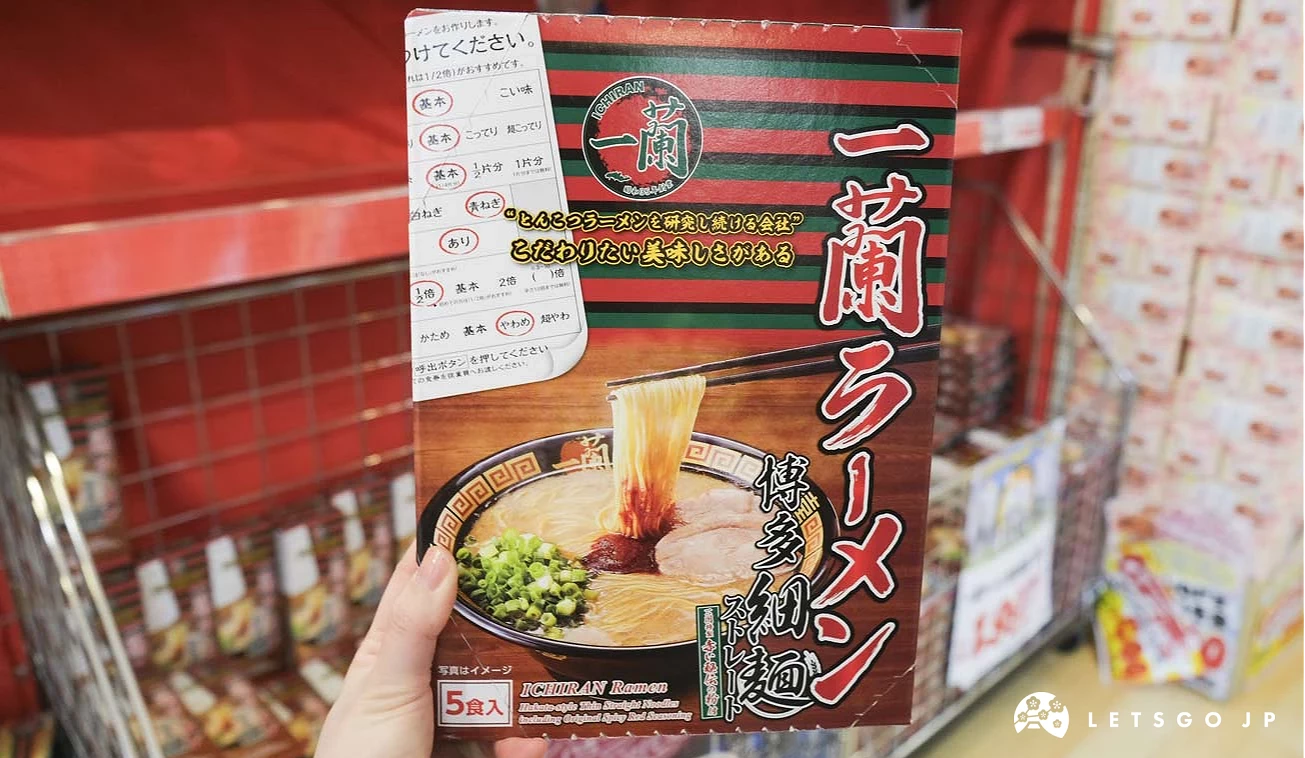 ーメンをお作りします。
つけてください。
れは1/2倍)がおすすめです。
基本 こい味
基本 こってり 超こってり
基本 1/2片分 1片分
白ねぎ 青ねぎ
あり
1/2倍 基本 2倍 ( )倍
かため 基本 やわめ 超やわ
呼出ボタンを押してください
ICHIRAN
一蘭
“とんこつラーメンを研究し続ける会社”
こだわりたい美味しさがある
一蘭ラーメン
一蘭
博多細麺
ストレート
写真はイメージ
5食入
ICHIRAN Ramen
Hakata-style Thin Straight Noodles
including Original Spicy Red Seasoning
LETSGO JP